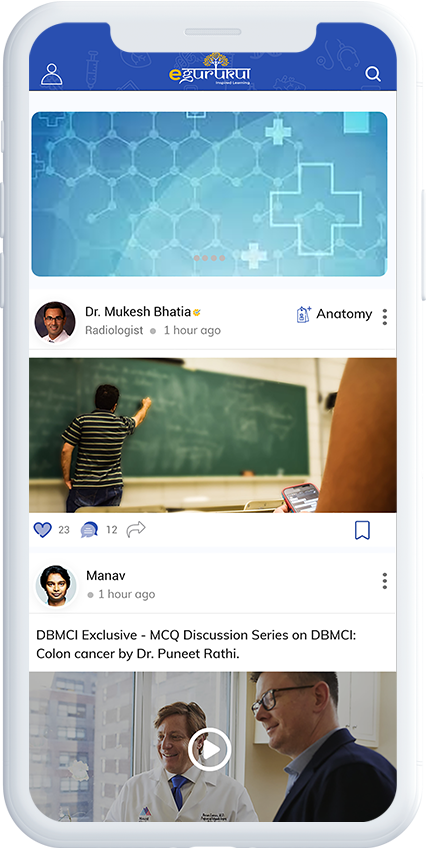 egurukul
Inspired Learning
Dr. Mukesh Bhatia
Anatomy
Radiologist 1 hour ago
23 12
Manav
1 hour ago
DBMCI Exclusive - MCQ Discussion Series on DBMCI:
Colon cancer by Dr. Puneet Rathi.